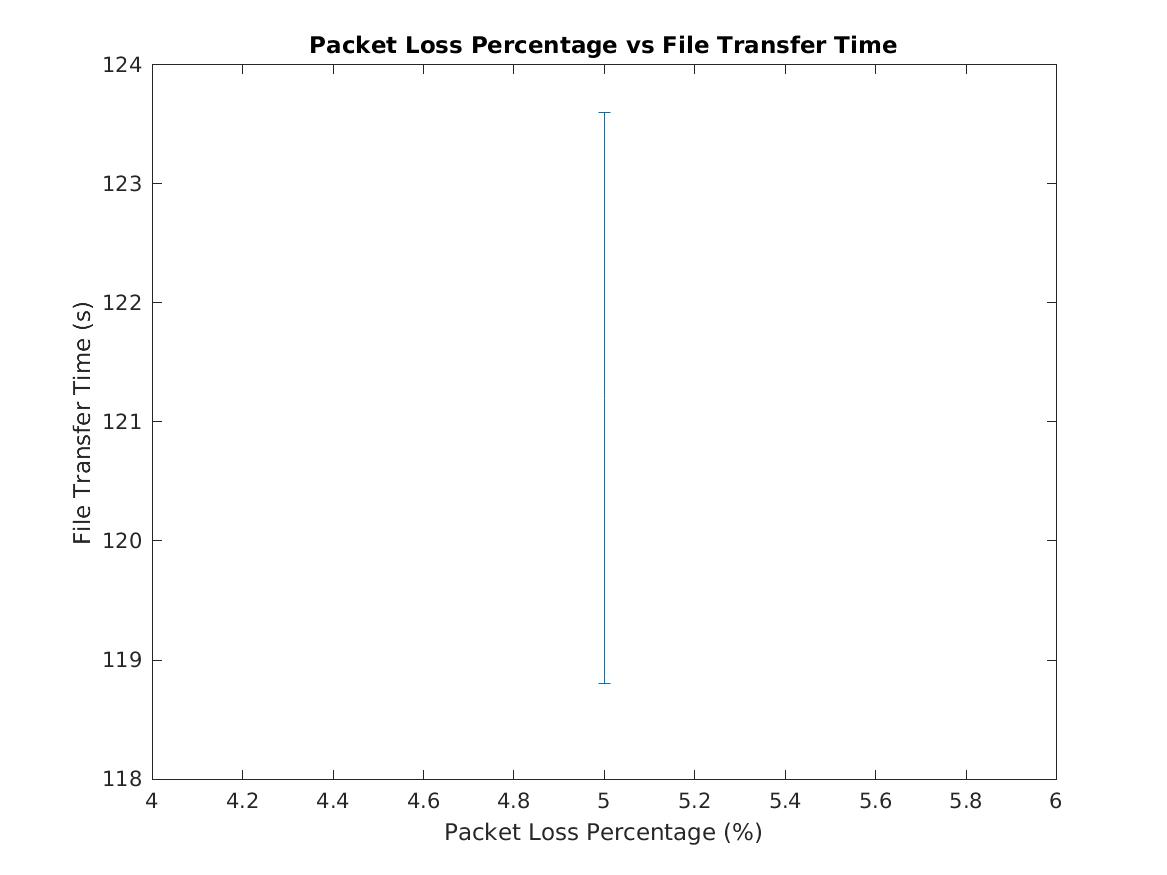 Packet Loss Percentage vs File Transfer Time
124
123
122
121
120
119
118
File Transfer Time (s)
4 4.2 4.4 4.6 4.8 5 5.2 5.4 5.6 5.8 6
Packet Loss Percentage (%)